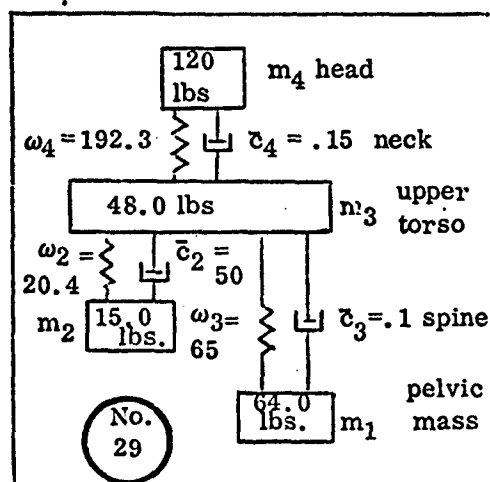 120 lbs m₄ head
ω₄=192.3 c̄₄ = .15 neck
48.0 lbs m₃ upper torso
ω₂ = 20.4 c̄₂ = 50
m₂ 15.0 lbs. ω₃= 65 c̄₃=.1 spine
64.0 lbs. m₁ pelvic mass
No. 29